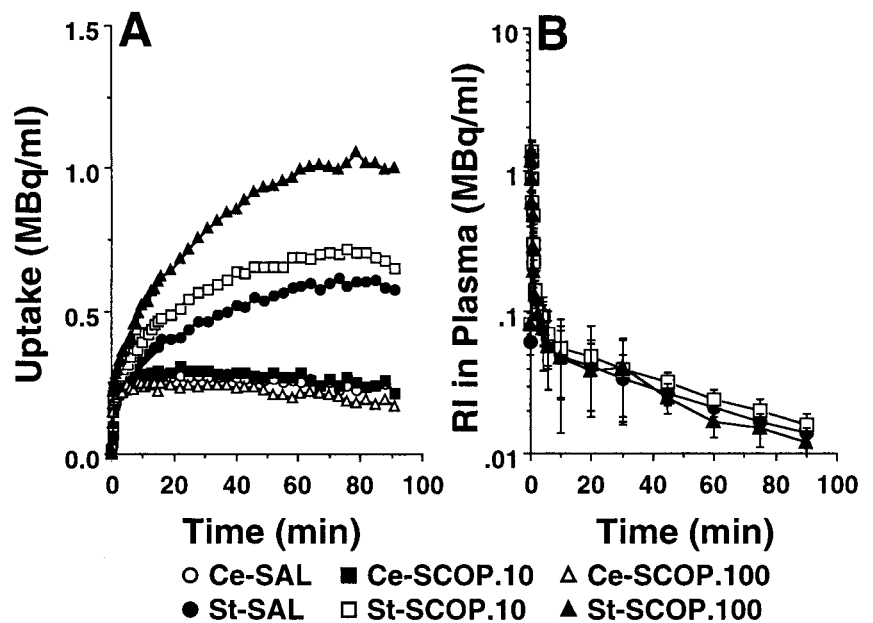 A
B
Uptake (MBq/ml)
1.5
1.0
0.5
0.0
0 20 40 60 80 100
Time (min)
RI in Plasma (MBq/ml)
10
1
.1
.01
0 20 40 60 80 100
Time (min)
Ce-SAL Ce-SCOP.10 Ce-SCOP.100
St-SAL St-SCOP.10 St-SCOP.100